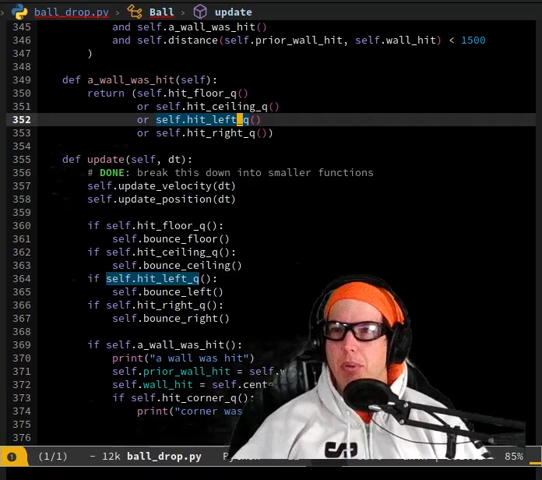 ball_drop.py › Ball › update
345 and self.a_wall_was_hit()
346 and self.distance(self.prior_wall_hit, self.wall_hit) < 1500
347 )
348
349 def a_wall_was_hit(self):
350 return (self.hit_floor_q()
351 or self.hit_ceiling_q()
352 or self.hit_left_q()
353 or self.hit_right_q())
354
355 def update(self, dt):
356 # DONE: break this down into smaller functions
357 self.update_velocity(dt)
358 self.update_position(dt)
359
360 if self.hit_floor_q():
361 self.bounce_floor()
362 if self.hit_ceiling_q():
363 self.bounce_ceiling()
364 if self.hit_left_q():
365 self.bounce_left()
366 if self.hit_right_q():
367 self.bounce_right()
368
369 if self.a_wall_was_hit():
370 print("a wall was hit")
371 self.prior_wall_hit = self.w
372 self.wall_hit = self.cent
373 if self.hit_corner_q():
374 print("corner was
375
376
(1/1) - 12k ball_drop.py 85%